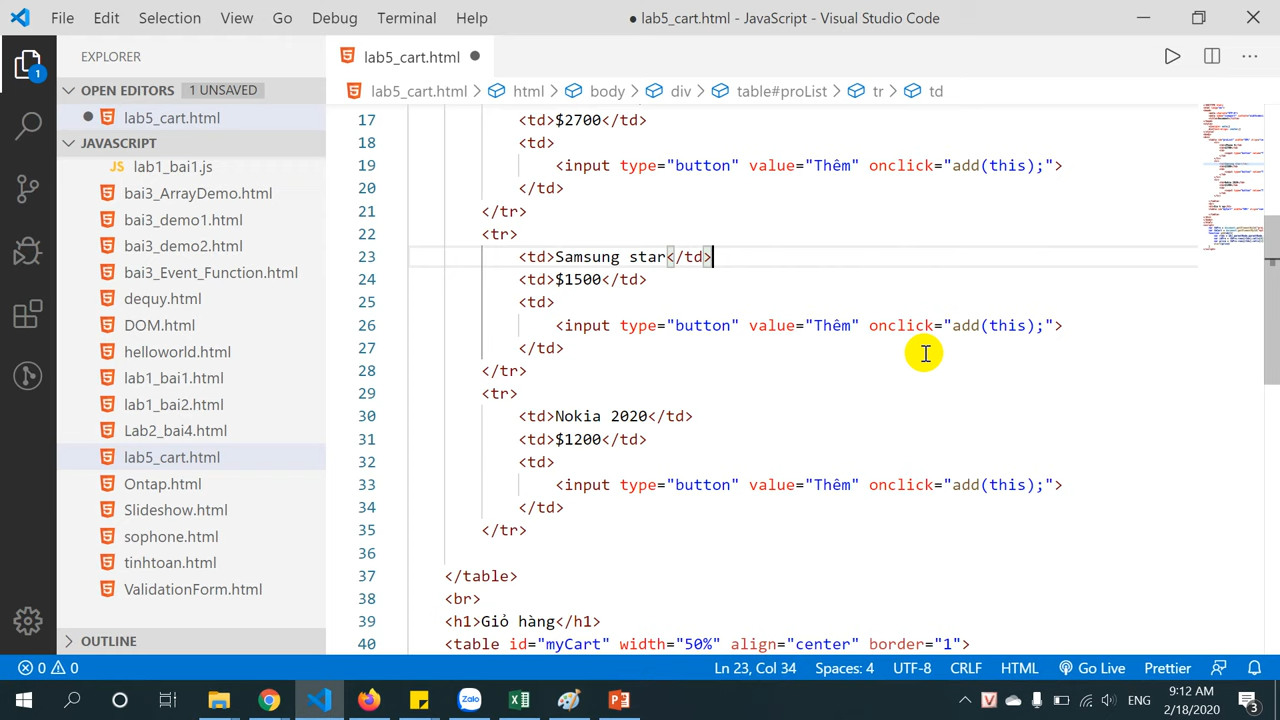 File Edit Selection View Go Debug Terminal Help
● lab5_cart.html - JavaScript - Visual Studio Code
EXPLORER
lab5_cart.html
OPEN EDITORS 1 UNSAVED
lab5_cart.html > html > body > div > table#proList > tr > td
1
lab5_cart.html
JAVASCRIPT
lab1_bai1.js
bai3_ArrayDemo.html
bai3_demo1.html
bai3_demo2.html
bai3_Event_Function.html
dequy.html
DOM.html
helloworld.html
lab1_bai1.html
lab1_bai2.html
Lab2_bai4.html
lab5_cart.html
Ontap.html
Slideshow.html
sophone.html
tinhtoan.html
ValidationForm.html
OUTLINE
17 <td>$2700</td>
18 <td>
19 <input type="button" value="Thêm" onclick="add(this);">
20 </td>
21 </tr>
22 <tr>
23 <td>Samsung star</td>
24 <td>$1500</td>
25 <td>
26 <input type="button" value="Thêm" onclick="add(this);">
27 </td>
28 </tr>
29 <tr>
30 <td>Nokia 2020</td>
31 <td>$1200</td>
32 <td>
33 <input type="button" value="Thêm" onclick="add(this);">
34 </td>
35 </tr>
36
37 </table>
38 <br>
39 <h1>Giỏ hàng</h1>
40 <table id="myCart" width="50%" align="center" border="1">
0 0 Ln 23, Col 34 Spaces: 4 UTF-8 CRLF HTML Go Live Prettier
Zalo
ENG
2/18/2020
3